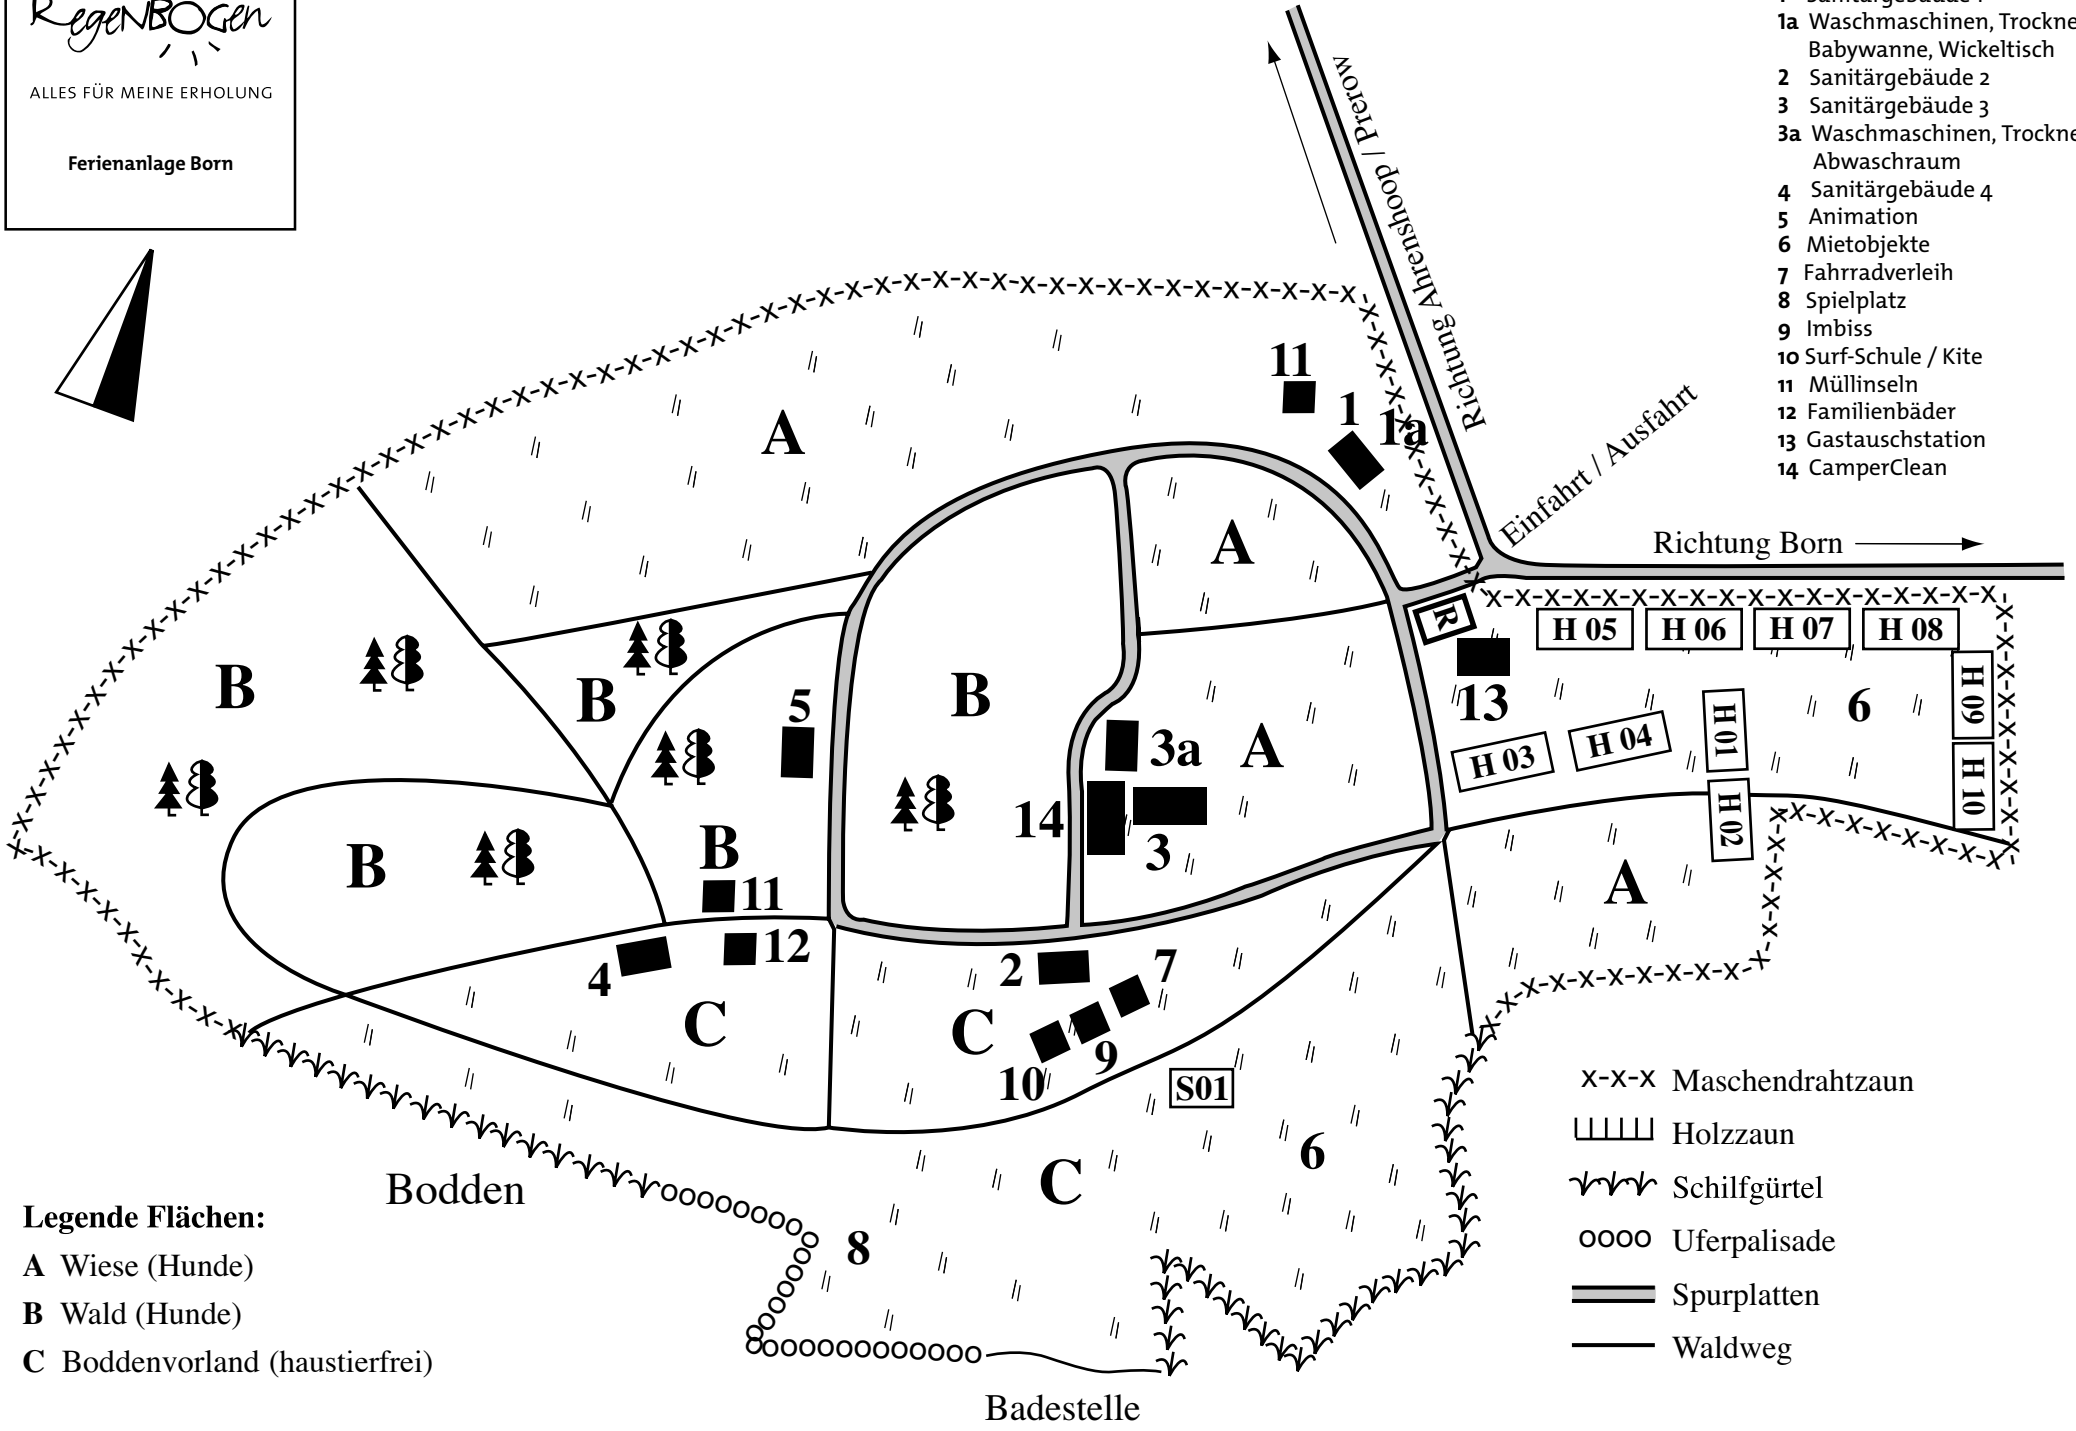 RegenBOGen
ALLES FÜR MEINE ERHOLUNG
Ferienanlage Born
1a Waschmaschinen, Trockne
Babywanne, Wickeltisch
2 Sanitärgebäude 2
3 Sanitärgebäude 3
3a Waschmaschinen, Trockne
Abwaschraum
4 Sanitärgebäude 4
5 Animation
6 Mietobjekte
7 Fahrradverleih
8 Spielplatz
9 Imbiss
10 Surf-Schule / Kite
11 Müllinseln
12 Familienbäder
13 Gastauschstation
14 CamperClean
Richtung Ahrenshoop / Prerow
Einfahrt / Ausfahrt
Richtung Born
11
1
1a
A
A
R
H 05
H 06
H 07
H 08
B
B
5
B
13
H 09
6
H 01
H 03
H 04
3a
A
H 10
H 02
14
3
B
B
11
A
12
4
2
7
C
C
9
10
S01
6
C
8
Bodden
Badestelle
Legende Flächen:
A Wiese (Hunde)
B Wald (Hunde)
C Boddenvorland (haustierfrei)
x-x-x Maschendrahtzaun
Holzzaun
Schilfgürtel
oooo Uferpalisade
Spurplatten
Waldweg